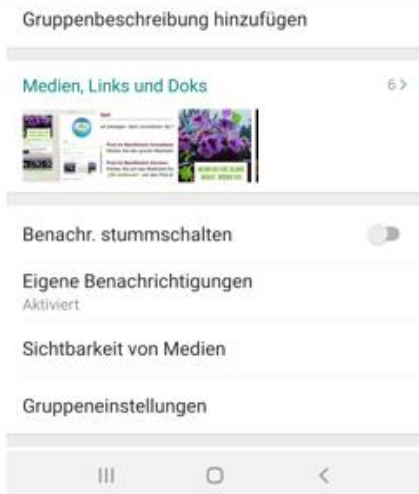 Gruppenbeschreibung hinzufügen
Medien, Links und Doks
6 >
Benachr. stummschalten
Eigene Benachrichtigungen
Aktiviert
Sichtbarkeit von Medien
Gruppeneinstellungen